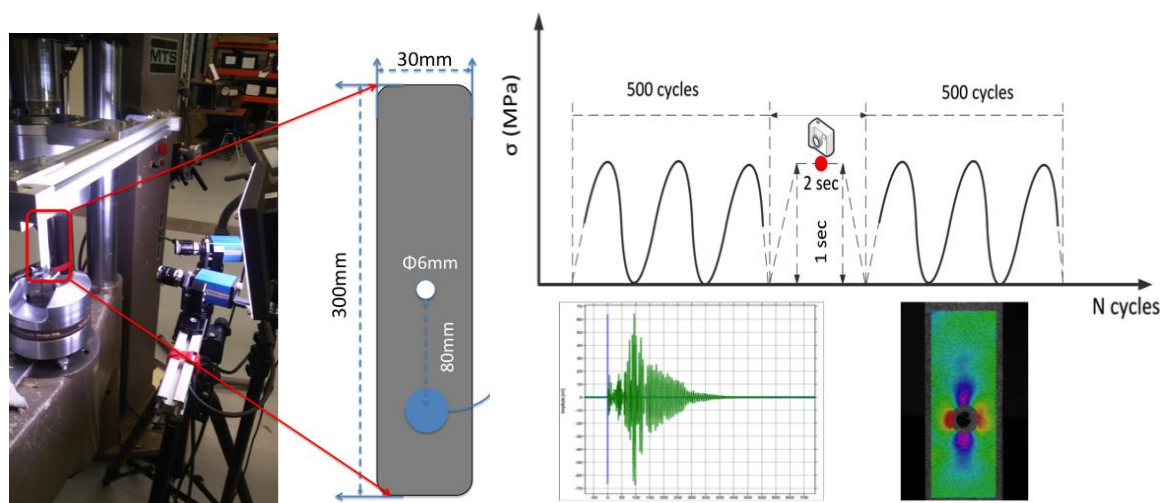 MTS
30mm
300mm
Φ6mm
80mm
σ (MPa)
500 cycles
500 cycles
2 sec
1 sec
N cycles